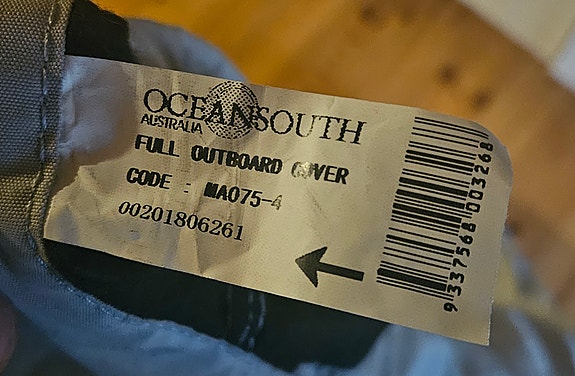 OCEANSOUTH
AUSTRALIA
FULL OUTBOARD COVER
CODE : MA075-4
00201806261
9 337568 003268